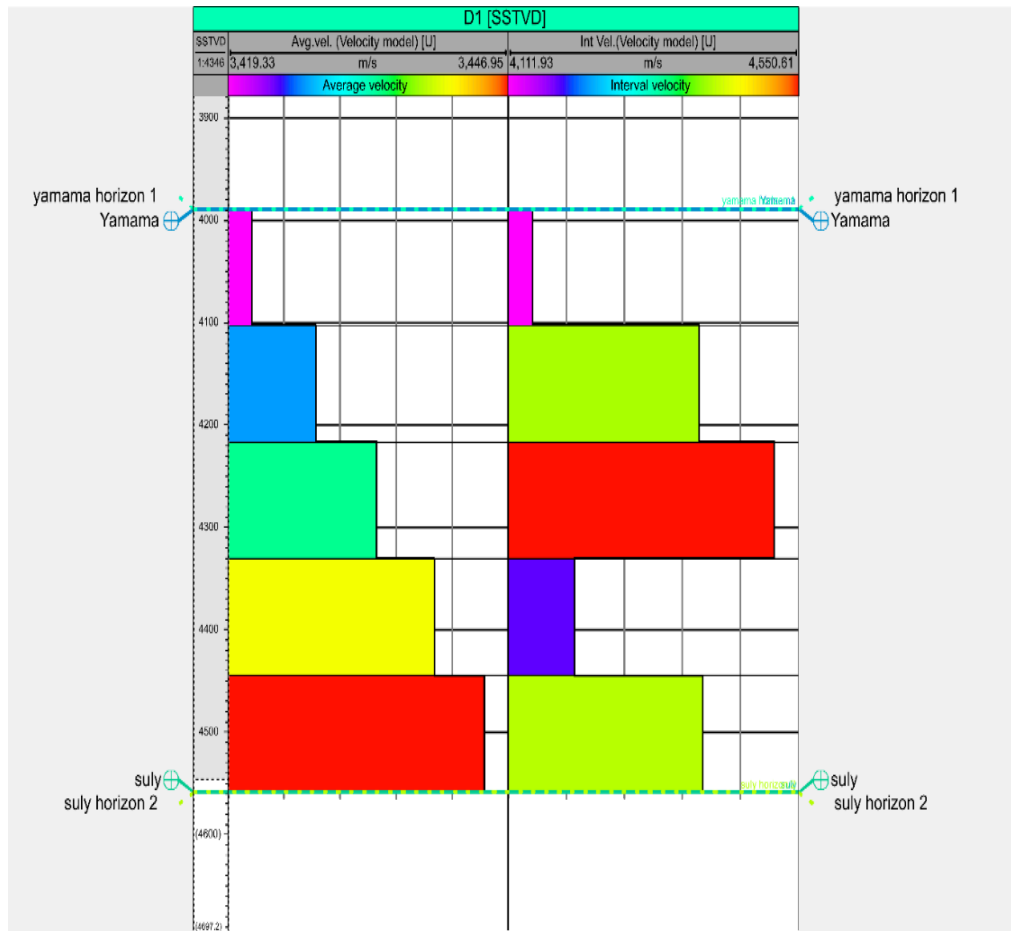 D1 [SSTVD]
SSTVD
Avg.vel. (Velocity model) [U]
Int Vel.(Velocity model) [U]
1:4346
3,419.33
m/s
3,446.95
4,111.93
m/s
4,550.61
Average velocity
Interval velocity
3900
yamama horizon 1
yamama horizon 1
Yamama
4000
Yamama
4100
4200
4300
4400
4500
suly
suly
suly
suly horizon 2
suly horizon 2
(4600)
(4697.2)